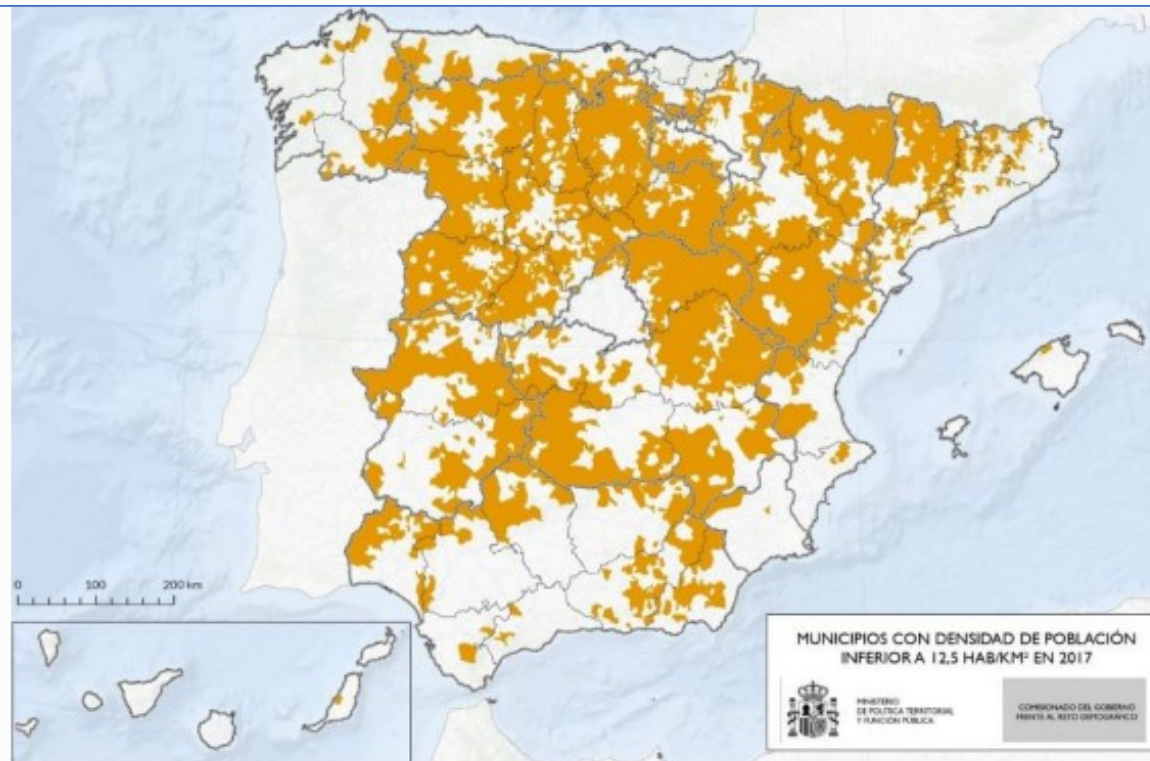 0 100 200 km
MUNICIPIOS CON DENSIDAD DE POBLACIÓN
INFERIOR A 12,5 HAB/KM² EN 2017
MINISTERIO
DE POLÍTICA TERRITORIAL
Y FUNCIÓN PÚBLICA
COMISIONADO DEL GOBIERNO
FRENTE AL RETO DEMOGRÁFICO